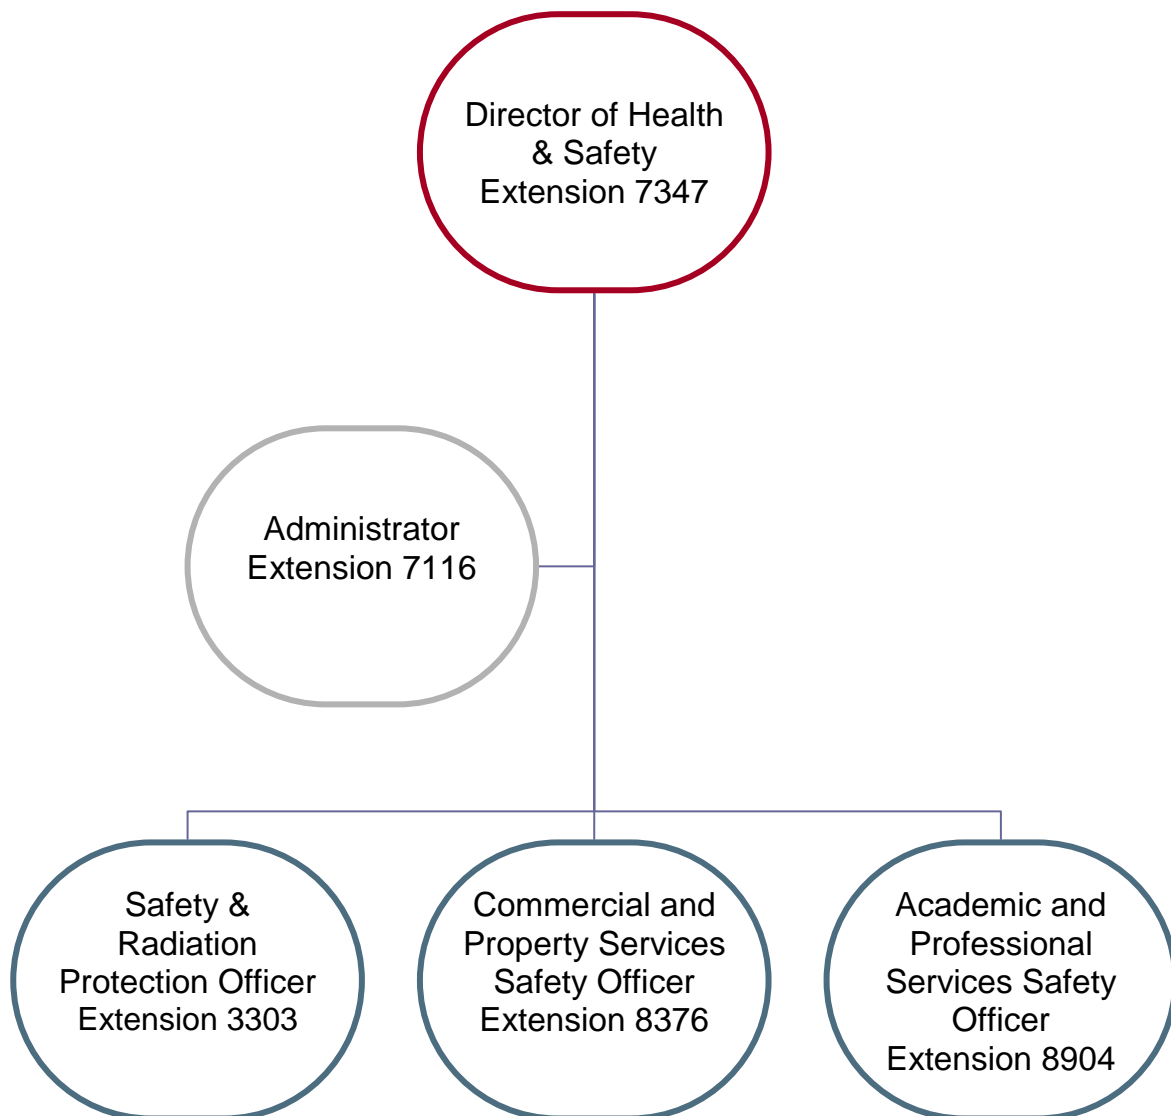 Director of Health
& Safety
Extension 7347
Administrator
Extension 7116
Safety &
Radiation
Protection Officer
Extension 3303
Commercial and
Property Services
Safety Officer
Extension 8376
Academic and
Professional
Services Safety
Officer
Extension 8904